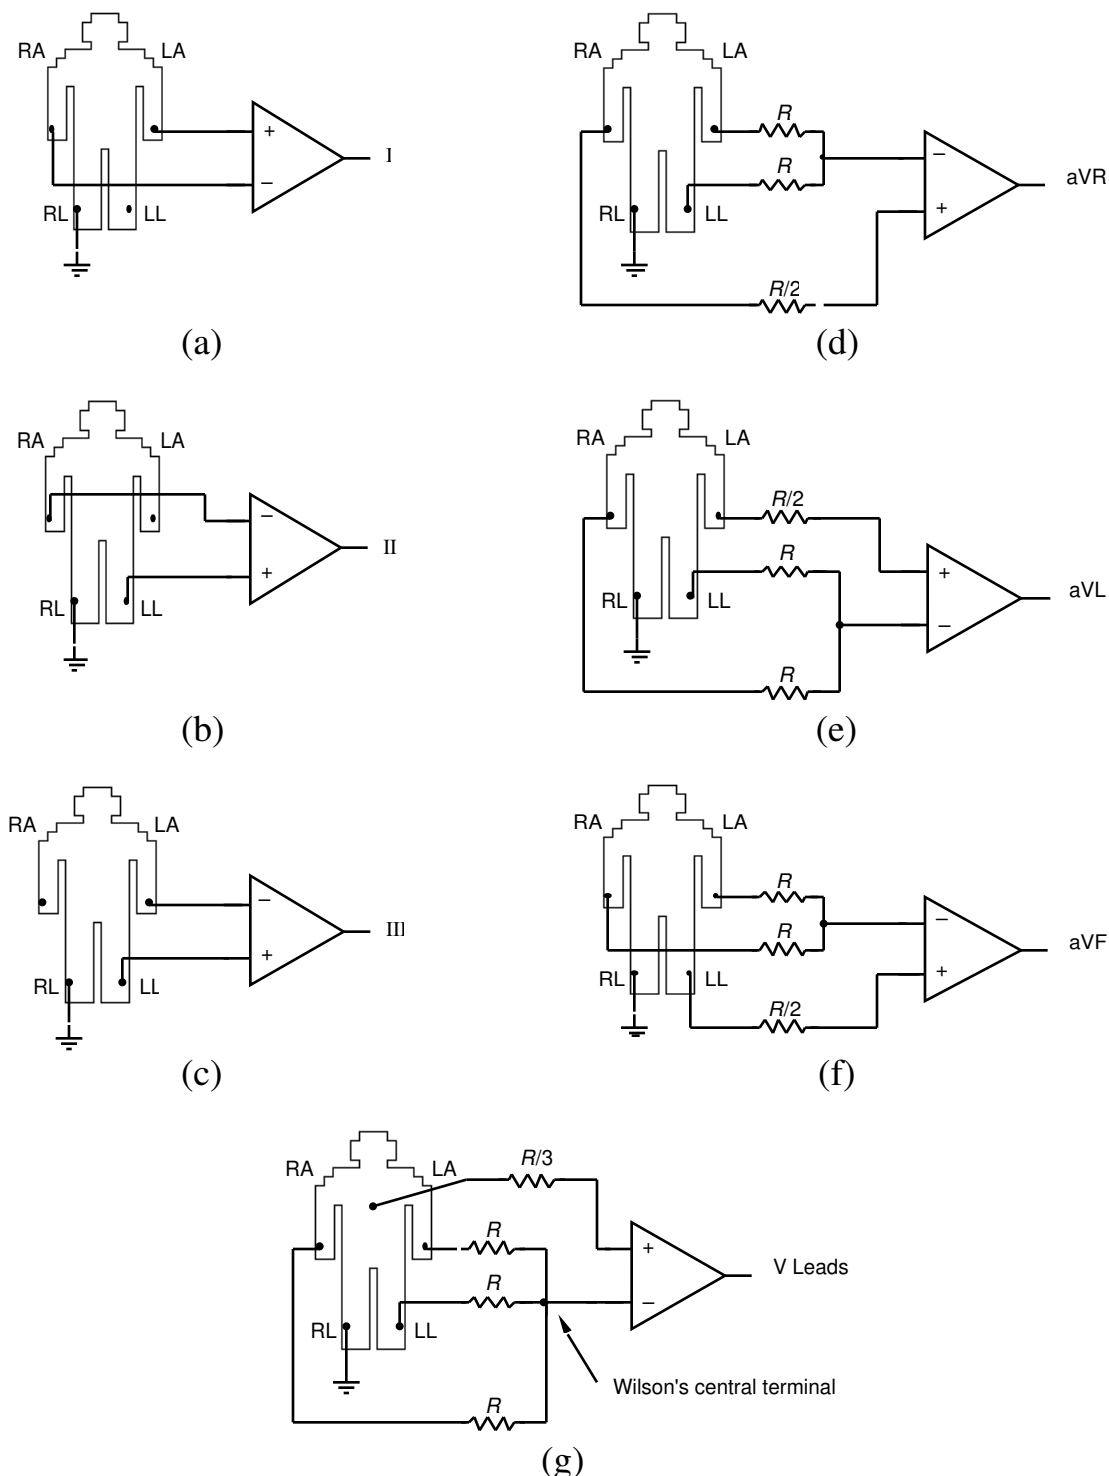 RA LA
+
I
−
RL LL
(a)
RA LA
R
−
R
aVR
+
RL LL
R/2
(d)
RA LA
−
II
+
RL LL
(b)
RA LA
R/2
R
+
aVL
−
RL LL
R
(e)
RA LA
−
III
+
RL LL
(c)
RA LA
R
−
R
aVF
+
RL LL
R/2
(f)
R/3
RA LA
R
+
V Leads
R
−
RL LL
Wilson's central terminal
R
(g)